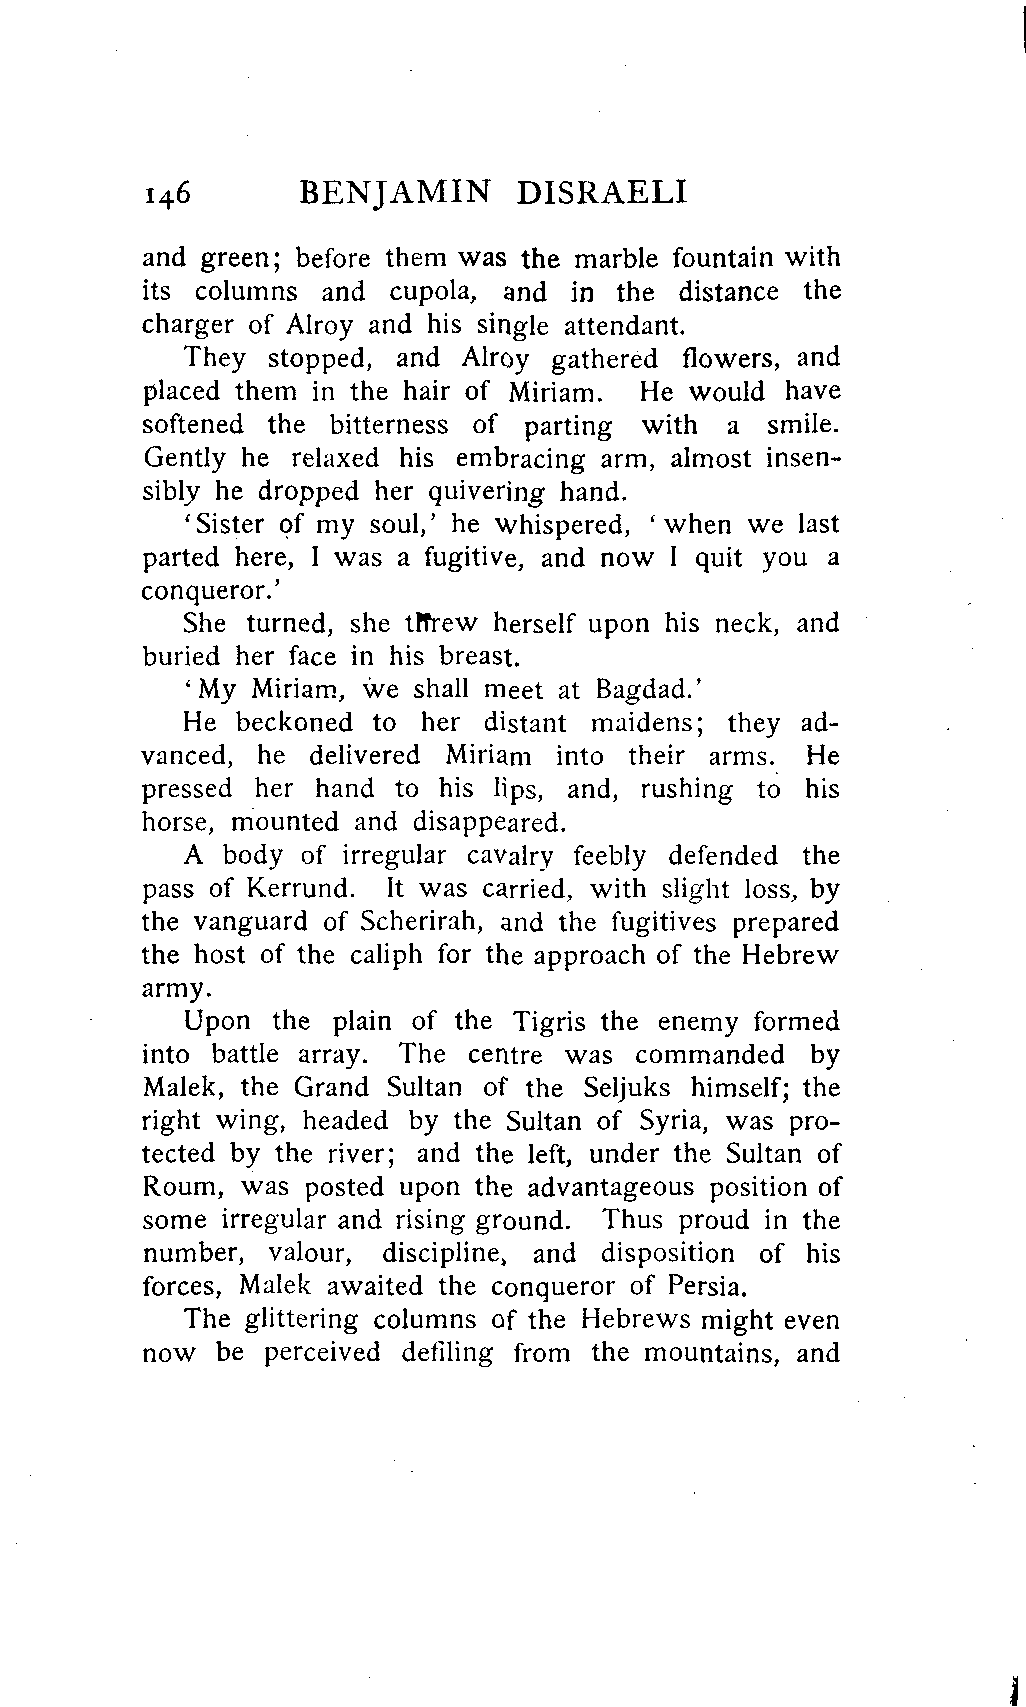 146 BENJAMIN DISRAELI
and green; before them was the marble fountain with
its columns and cupola, and in the distance the
charger of Alroy and his single attendant.
They stopped, and Alroy gathered flowers, and
placed them in the hair of Miriam. He would have
softened the bitterness of parting with a smile.
Gently he relaxed his embracing arm, almost insen-
sibly he dropped her quivering hand.
‘Sister of my soul,’ he whispered, ‘when we last
parted here, I was a fugitive, and now I quit you a
conqueror.’
She turned, she threw herself upon his neck, and
buried her face in his breast.
‘My Miriam, we shall meet at Bagdad.’
He beckoned to her distant maidens; they ad-
vanced, he delivered Miriam into their arms. He
pressed her hand to his lips, and, rushing to his
horse, mounted and disappeared.
A body of irregular cavalry feebly defended the
pass of Kerrund. It was carried, with slight loss, by
the vanguard of Scherirah, and the fugitives prepared
the host of the caliph for the approach of the Hebrew
army.
Upon the plain of the Tigris the enemy formed
into battle array. The centre was commanded by
Malek, the Grand Sultan of the Seljuks himself; the
right wing, headed by the Sultan of Syria, was pro-
tected by the river; and the left, under the Sultan of
Roum, was posted upon the advantageous position of
some irregular and rising ground. Thus proud in the
number, valour, discipline, and disposition of his
forces, Malek awaited the conqueror of Persia.
The glittering columns of the Hebrews might even
now be perceived defiling from the mountains, and